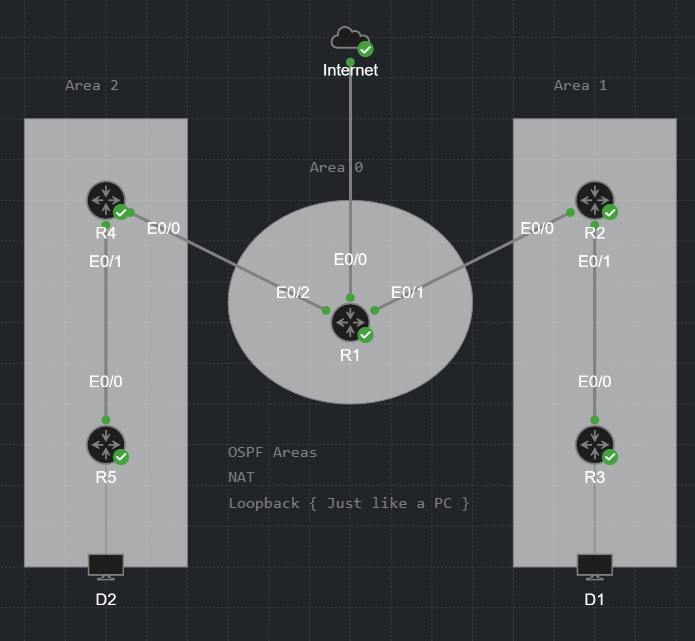 Internet
Area 2
Area 1
Area 0
R4
E0/0
E0/0
R2
E0/1
E0/0
E0/1
E0/2
E0/1
R1
E0/0
E0/0
OSPF Areas
R5
NAT
R3
Loopback { Just like a PC }
D2
D1